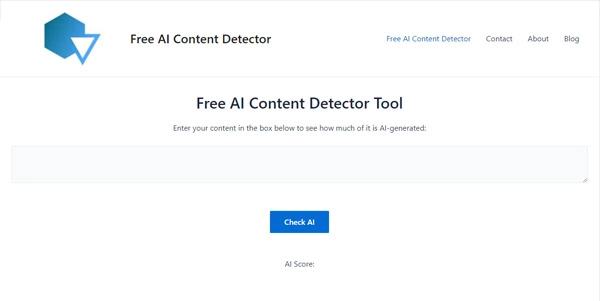 Free AI Content Detector
Free AI Content Detector Contact About Blog
Free AI Content Detector Tool
Enter your content in the box below to see how much of it is AI-generated:
Check AI
AI Score: